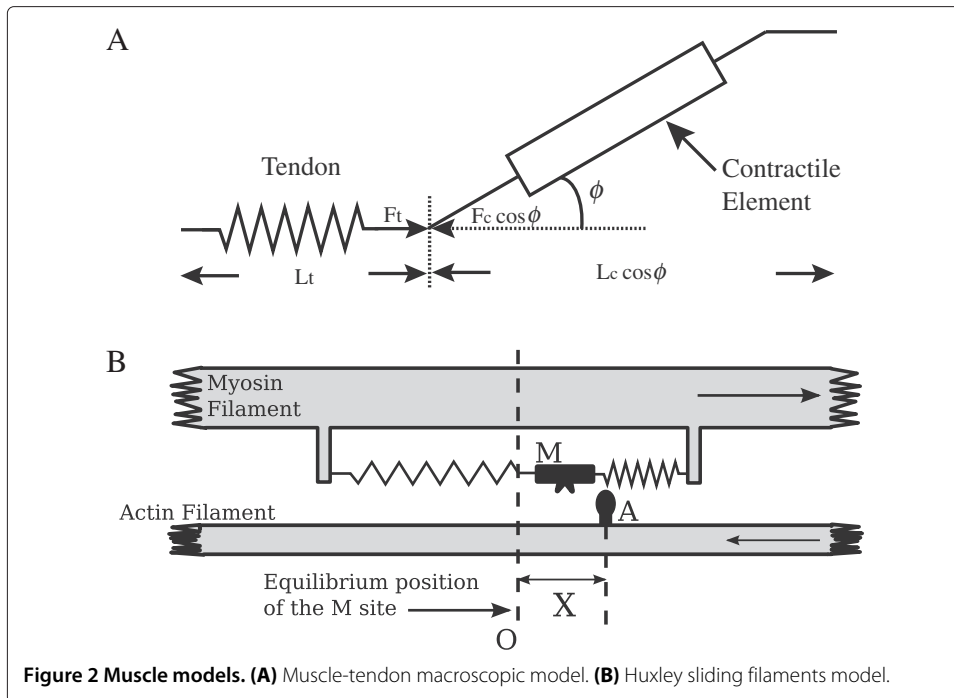 A
Tendon
Contractile
Element
ϕ
Ft
Fc cosϕ
Lt
Lc cosϕ
B
Myosin
Filament
M
A
Actin Filament
Equilibrium position
of the M site
X
O
Figure 2 Muscle models. (A) Muscle-tendon macroscopic model. (B) Huxley sliding filaments model.